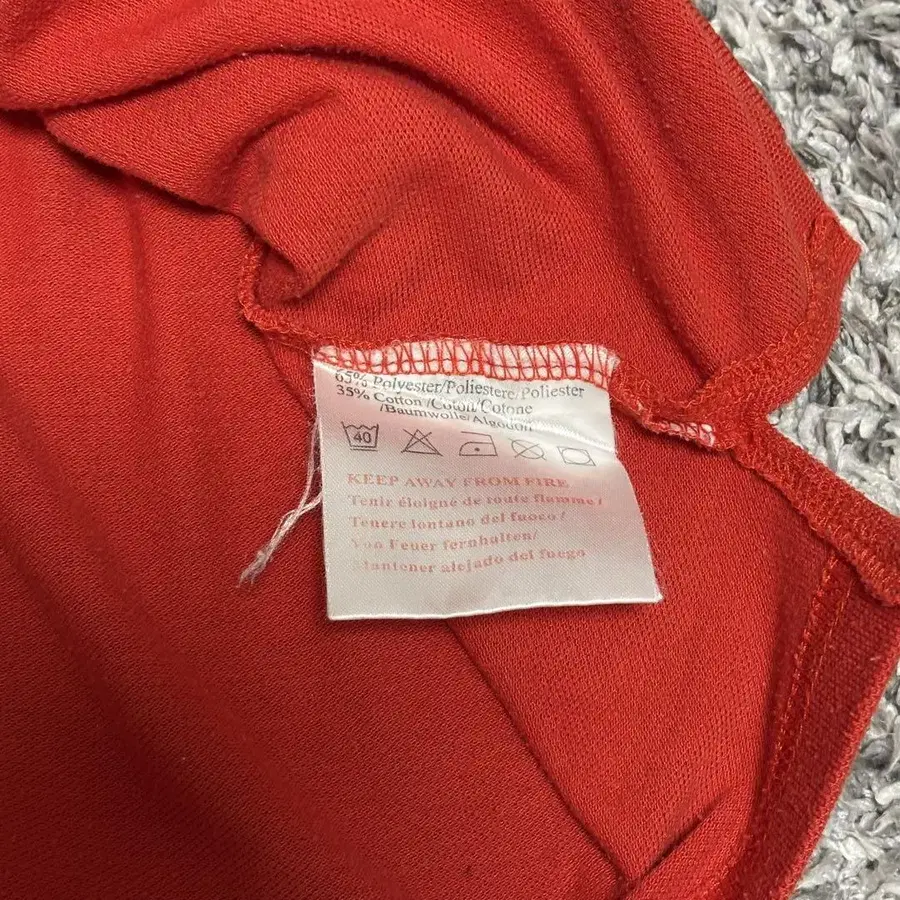 65% Polyester/Poliestere/Poliester
35% Cotton/Coton/Cotone
/Baumwolle/Algodon
40
KEEP AWAY FROM FIRE
Tenir éloigné de toute flamme/
Tenere lontano del fuoco/
Von Feuer fernhalten/
Mantener alejado del fuego